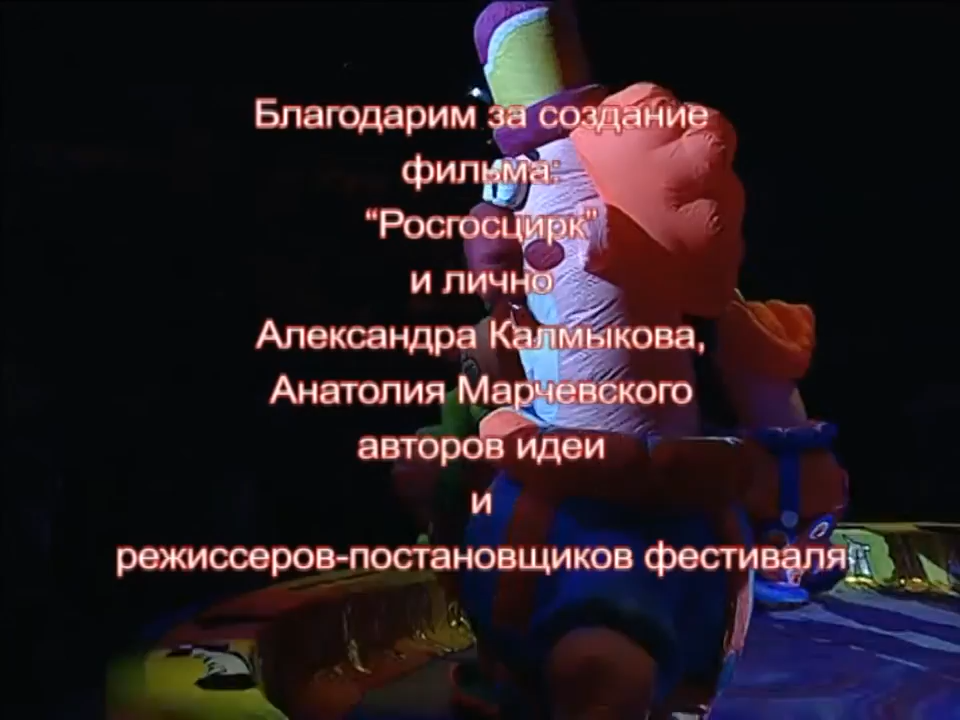 Благодарим за создание
фильма:
“Росгосцирк”
и лично
Александра Калмыкова,
Анатолия Марчевского
авторов идеи
и
режиссеров-постановщиков фестиваля